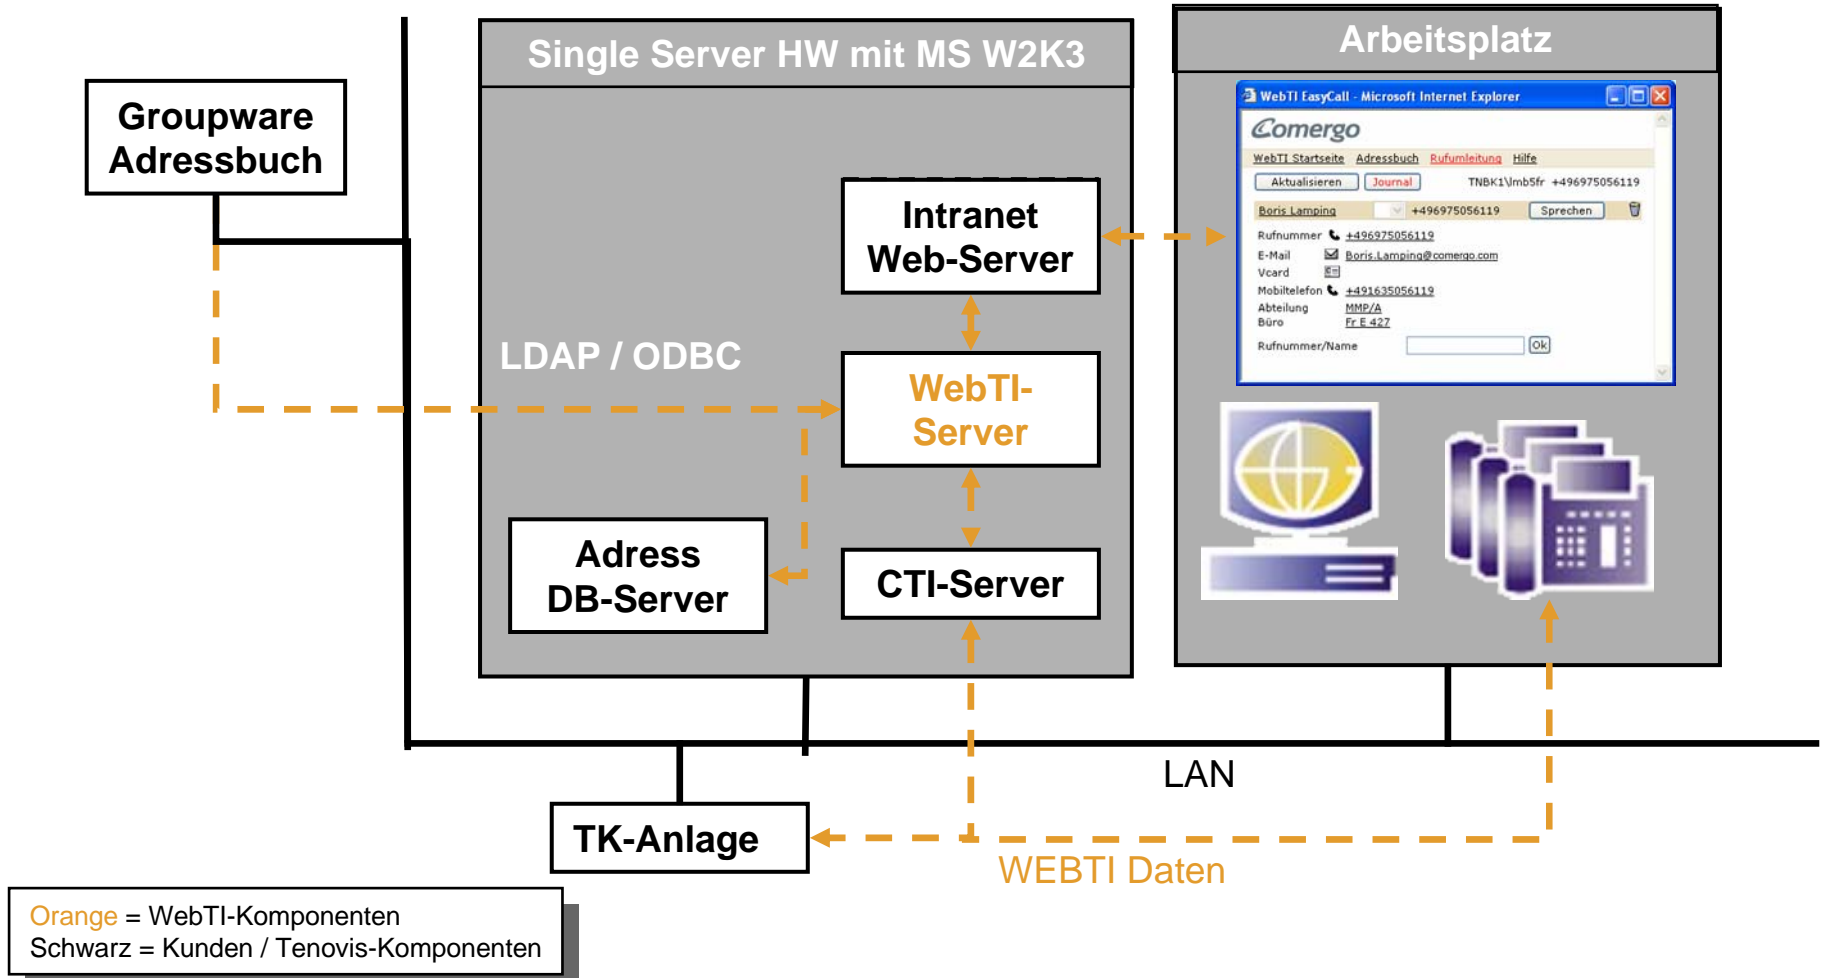 Single Server HW mit MS W2K3
Arbeitsplatz
Groupware
Adressbuch
WebTI EasyCall - Microsoft Internet Explorer
Comergo
WebTI Startseite Adressbuch Rufumleitung Hilfe
Aktualisieren Journal TNBK1\lmb5fr +496975056119
Boris Lamping +496975056119 Sprechen
Rufnummer +496975056119
E-Mail Boris.Lamping@comergo.com
Vcard
Mobiltelefon +491635056119
Abteilung MMP/A
Büro Fr E 427
Rufnummer/Name Ok
Intranet
Web-Server
LDAP / ODBC
WebTI-
Server
Adress
DB-Server
CTI-Server
LAN
TK-Anlage
WEBTI Daten
Orange = WebTI-Komponenten
Schwarz = Kunden / Tenovis-Komponenten